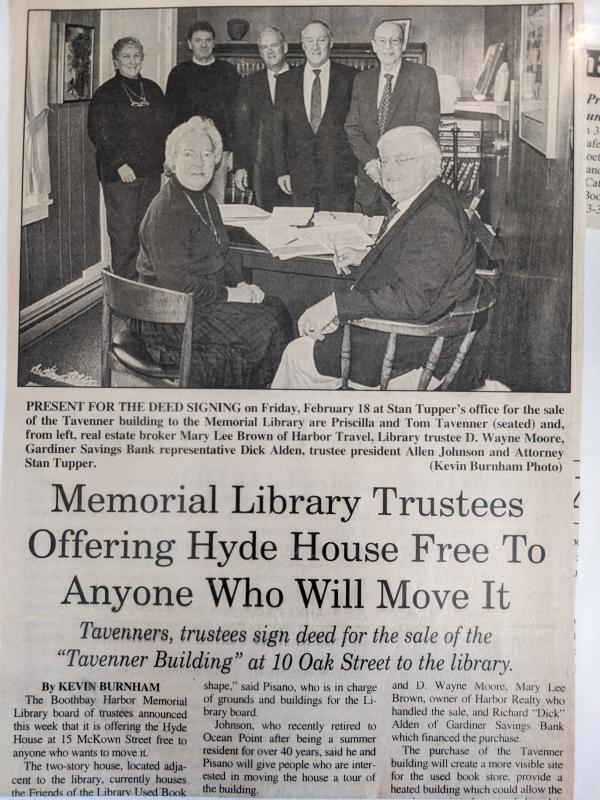 PRESENT FOR THE DEED SIGNING on Friday, February 18 at Stan Tupper's office for the sale
of the Tavenner building to the Memorial Library are Priscilla and Tom Tavenner (seated) and,
from left, real estate broker Mary Lee Brown of Harbor Travel, Library trustee D. Wayne Moore,
Gardiner Savings Bank representative Dick Alden, trustee president Allen Johnson and Attorney
Stan Tupper. (Kevin Burnham Photo)
Memorial Library Trustees
Offering Hyde House Free To
Anyone Who Will Move It
Tavenners, trustees sign deed for the sale of the
"Tavenner Building" at 10 Oak Street to the library.
By KEVIN BURNHAM
The Boothbay Harbor Memorial
Library board of trustees announced
this week that it is offering the Hyde
House at 15 McKown Street free to
anyone who wants to move it.
The two-story house, located adja-
cent to the library, currently houses
the Friends of the Library Used Book
shape," said Pisano, who is in charge
of grounds and buildings for the Li-
brary board.
Johnson, who recently retired to
Ocean Point after being a summer
resident for over 40 years, said he and
Pisano will give people who are inter-
ested in moving the house a tour of
the building.
and D. Wayne Moore, Mary Lee
Brown, owner of Harbor Realty who
handled the sale, and Richard "Dick"
Alden of Gardiner Savings Bank
which financed the purchase.
The purchase of the Tavenner
building will create a more visible site
for the used book store, provide a
heated building which could allow the